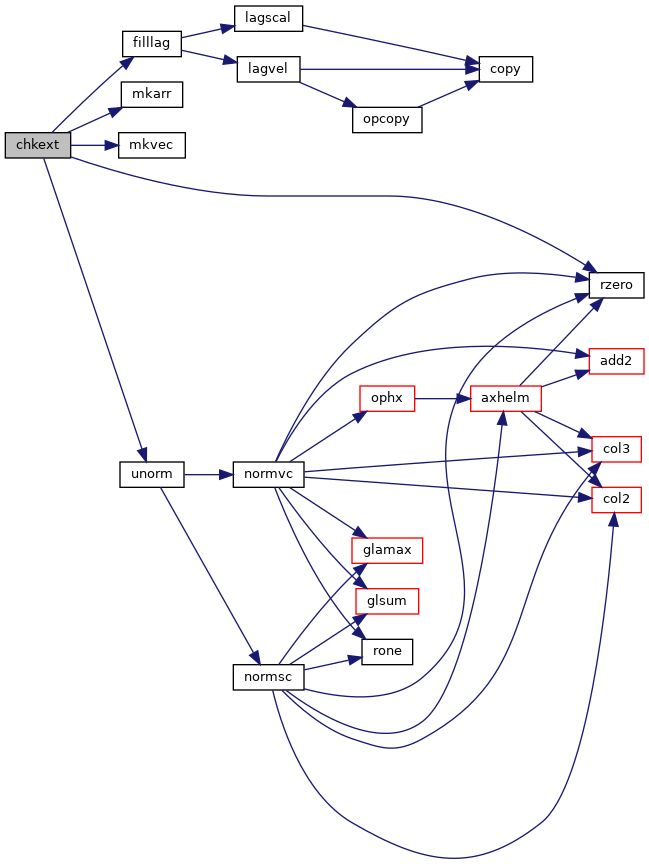 lagscal
filllag
lagvel
copy
mkarr
opcopy
chkext
mkvec
rzero
add2
ophx
axhelm
col3
unorm
normvc
col2
glamax
glsum
rone
normsc